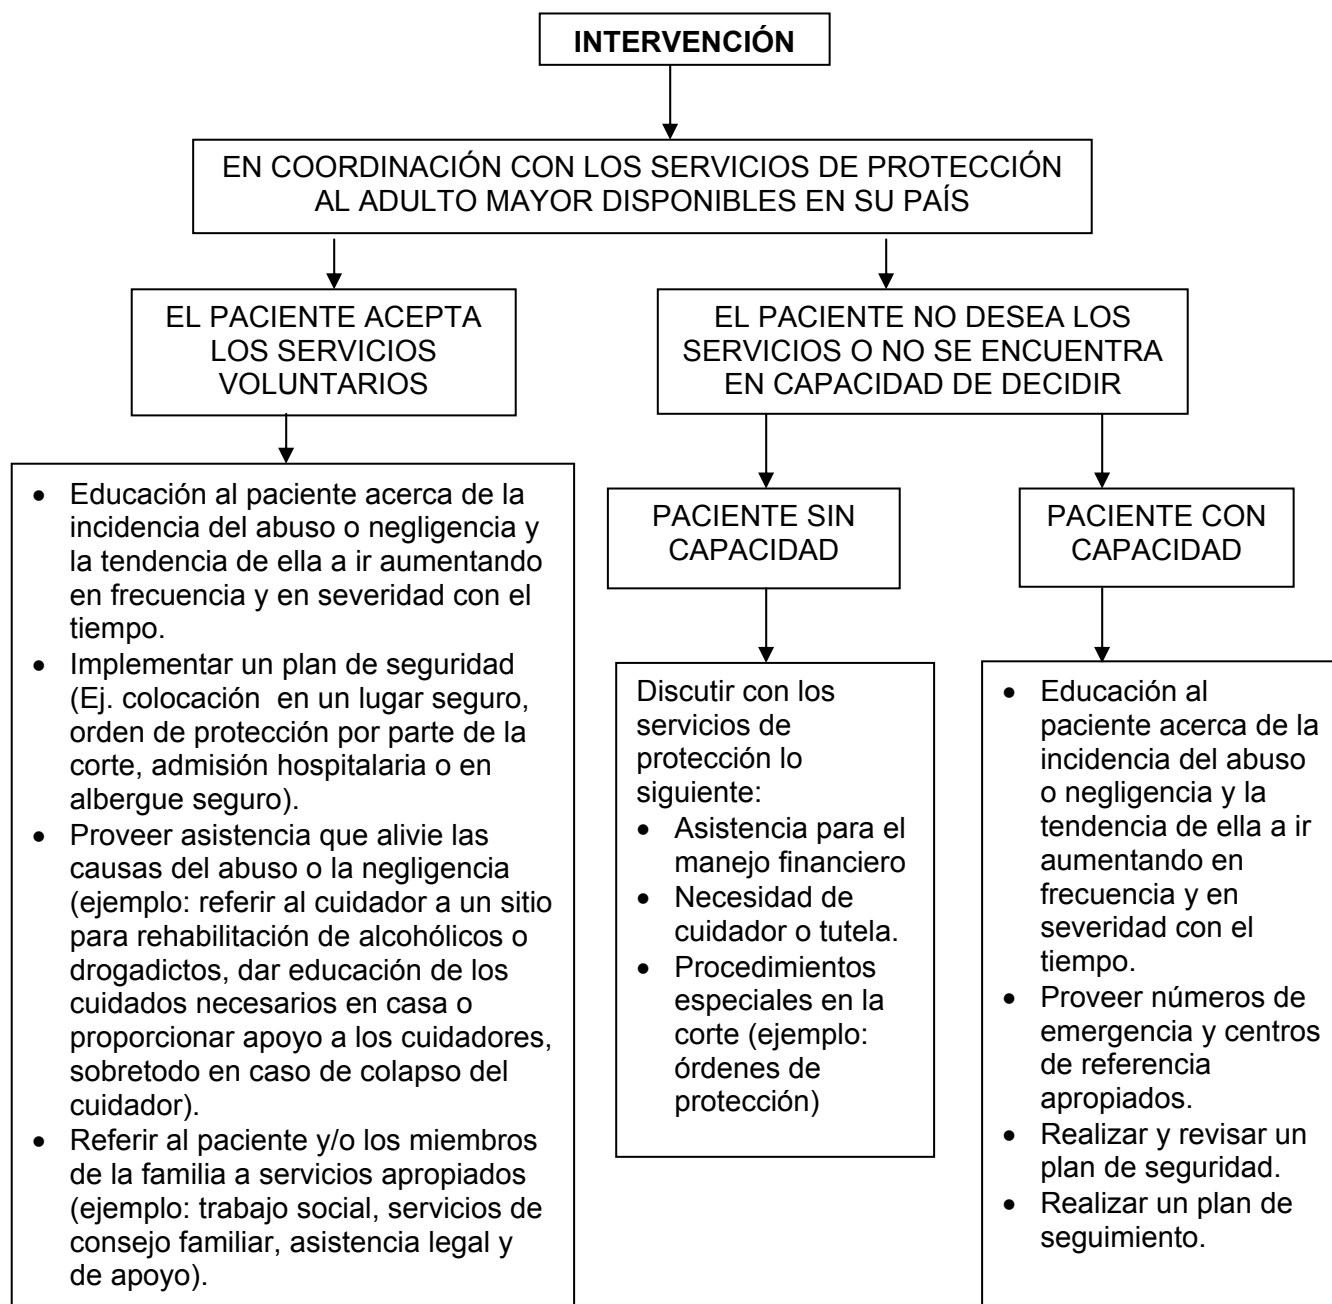 INTERVENCIÓN
EN COORDINACIÓN CON LOS SERVICIOS DE PROTECCIÓN
AL ADULTO MAYOR DISPONIBLES EN SU PAÍS
EL PACIENTE ACEPTA
LOS SERVICIOS
VOLUNTARIOS
EL PACIENTE NO DESEA LOS
SERVICIOS O NO SE ENCUENTRA
EN CAPACIDAD DE DECIDIR
• Educación al paciente acerca de la
incidencia del abuso o negligencia y
la tendencia de ella a ir aumentando
en frecuencia y en severidad con el
tiempo.
• Implementar un plan de seguridad
(Ej. colocación en un lugar seguro,
orden de protección por parte de la
corte, admisión hospitalaria o en
albergue seguro).
• Proveer asistencia que alivie las
causas del abuso o la negligencia
(ejemplo: referir al cuidador a un sitio
para rehabilitación de alcohólicos o
drogadictos, dar educación de los
cuidados necesarios en casa o
proporcionar apoyo a los cuidadores,
sobretodo en caso de colapso del
cuidador).
• Referir al paciente y/o los miembros
de la familia a servicios apropiados
(ejemplo: trabajo social, servicios de
consejo familiar, asistencia legal y
de apoyo).
PACIENTE SIN
CAPACIDAD
Discutir con los
servicios de
protección lo
siguiente:
• Asistencia para el
manejo financiero
• Necesidad de
cuidador o tutela.
• Procedimientos
especiales en la
corte (ejemplo:
órdenes de
protección)
PACIENTE CON
CAPACIDAD
• Educación al
paciente acerca de la
incidencia del abuso
o negligencia y la
tendencia de ella a ir
aumentando en
frecuencia y en
severidad con el
tiempo.
• Proveer números de
emergencia y centros
de referencia
apropiados.
• Realizar y revisar un
plan de seguridad.
• Realizar un plan de
seguimiento.